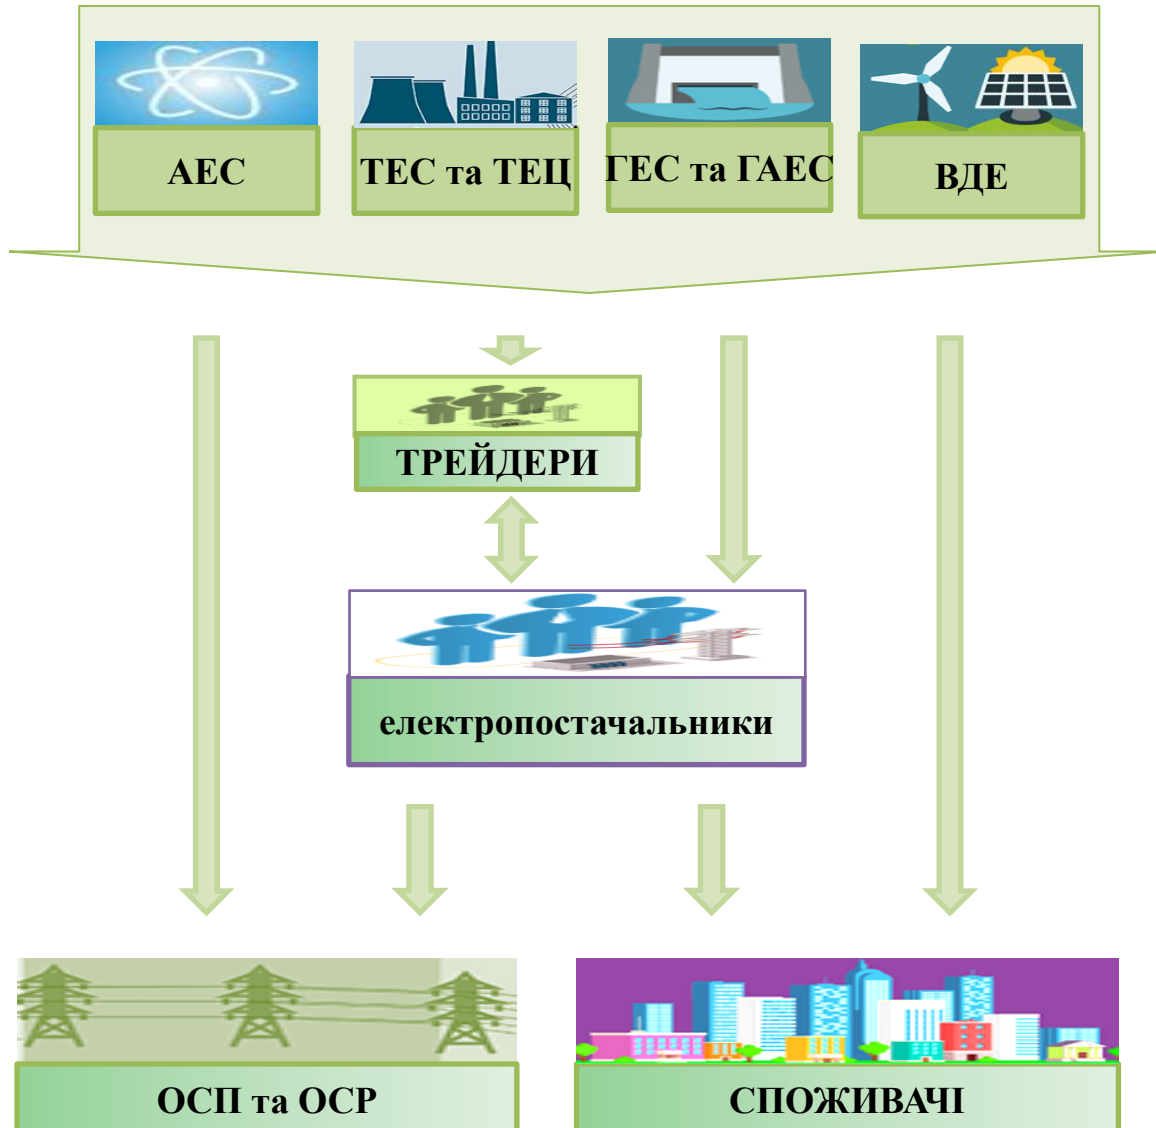 АЕС
ТЕС та ТЕЦ
ГЕС та ГАЕС
ВДЕ
ТРЕЙДЕРИ
електропостачальники
ОСП та ОСР
СПОЖИВАЧІ